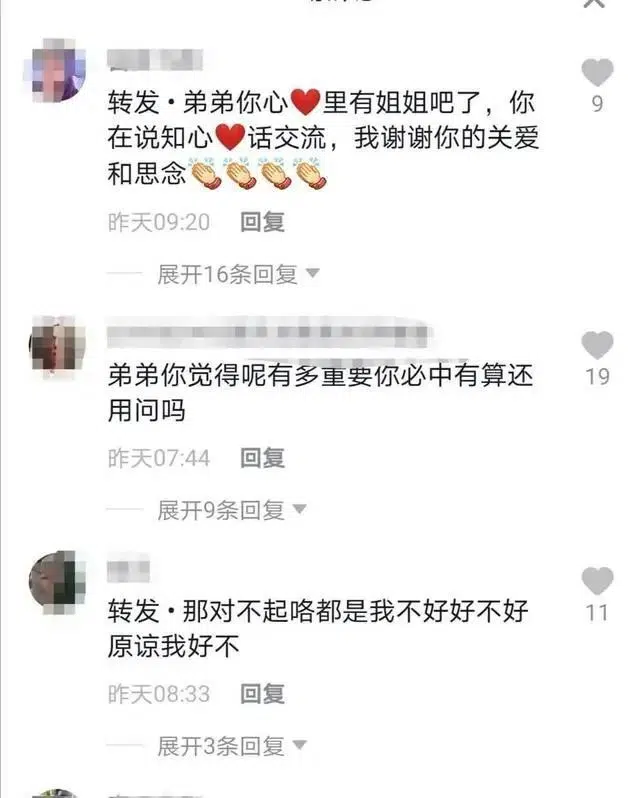 转发·弟弟你心❤️里有姐姐吧了，你
在说知心❤️话交流，我谢谢你的关爱
和思念👏👏👏👏
9
昨天09:20 回复
展开16条回复
弟弟你觉得呢有多重要你必中有算还
用问吗
19
昨天07:44 回复
展开9条回复
转发·那对不起咯都是我不好好不好
原谅我好不
11
昨天08:33 回复
展开3条回复